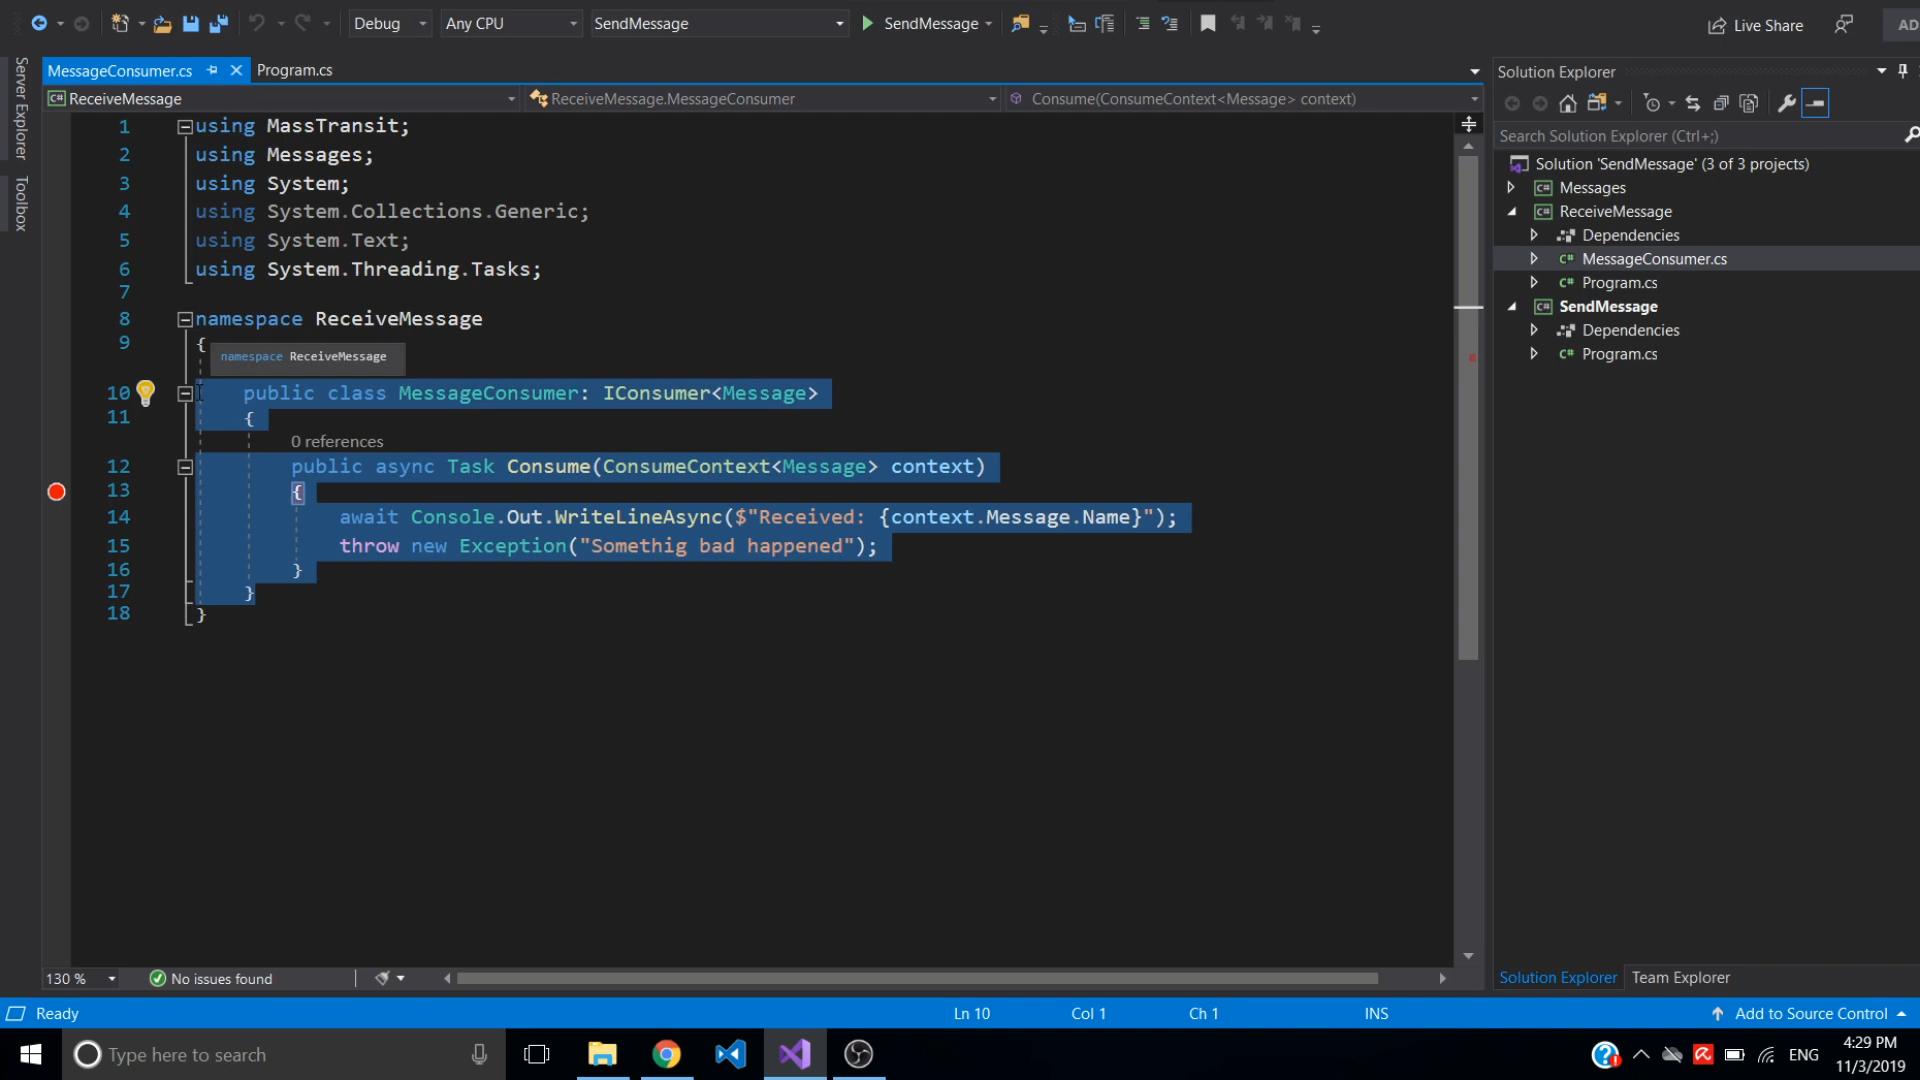 Debug
Any CPU
SendMessage
SendMessage
Live Share
AD
Server Explorer
Toolbox
MessageConsumer.cs
Program.cs
ReceiveMessage
ReceiveMessage.MessageConsumer
Consume(ConsumeContext<Message> context)
1 using MassTransit;
2 using Messages;
3 using System;
4 using System.Collections.Generic;
5 using System.Text;
6 using System.Threading.Tasks;
7
8 namespace ReceiveMessage
9 {
namespace ReceiveMessage
10 public class MessageConsumer: IConsumer<Message>
11 {
0 references
12 public async Task Consume(ConsumeContext<Message> context)
13 {
14 await Console.Out.WriteLineAsync($"Received: {context.Message.Name}");
15 throw new Exception("Somethig bad happened");
16 }
17 }
18 }
130 %
No issues found
Solution Explorer
Search Solution Explorer (Ctrl+;)
Solution 'SendMessage' (3 of 3 projects)
C# Messages
C# ReceiveMessage
Dependencies
C# MessageConsumer.cs
C# Program.cs
C# SendMessage
Dependencies
C# Program.cs
Solution Explorer
Team Explorer
Ready
Ln 10
Col 1
Ch 1
INS
Add to Source Control
Type here to search
ENG
4:29 PM
11/3/2019